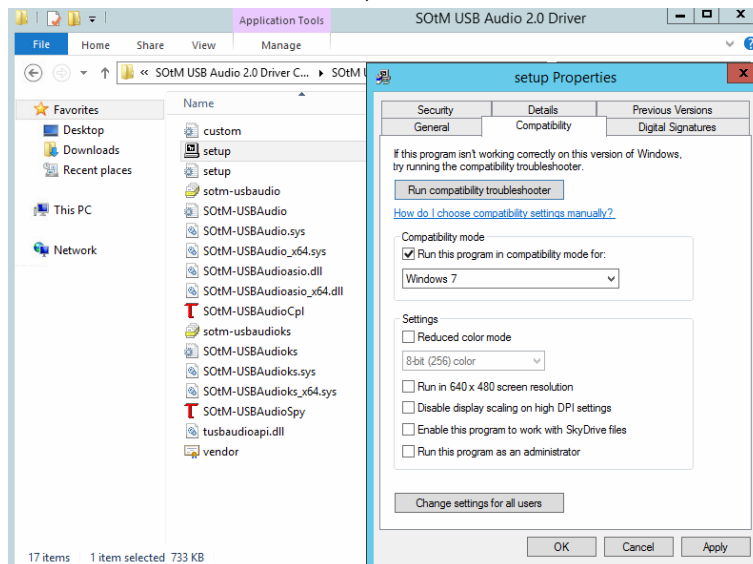 Application Tools
SOtM USB Audio 2.0 Driver
File
Home
Share
View
Manage
« SOtM USB Audio 2.0 Driver C... ▸ SOtM
setup Properties
Favorites
Desktop
Downloads
Recent places
This PC
Network
Name
custom
setup
setup
sotm-usbaudio
SOtM-USBAudio
SOtM-USBAudio.sys
SOtM-USBAudio_x64.sys
SOtM-USBAudioasio.dll
SOtM-USBAudioasio_x64.dll
SOtM-USBAudioCpl
sotm-usbaudioks
SOtM-USBAudioks
SOtM-USBAudioks.sys
SOtM-USBAudioks_x64.sys
SOtM-USBAudioSpy
tusbaudioapi.dll
vendor
Security
Details
Previous Versions
General
Compatibility
Digital Signatures
If this program isn't working correctly on this version of Windows,
try running the compatibility troubleshooter.
Run compatibility troubleshooter
How do I choose compatibility settings manually?
Compatibility mode
Run this program in compatibility mode for:
Windows 7
Settings
Reduced color mode
8-bit (256) color
Run in 640 x 480 screen resolution
Disable display scaling on high DPI settings
Enable this program to work with SkyDrive files
Run this program as an administrator
Change settings for all users
OK
Cancel
Apply
17 items
1 item selected 733 KB